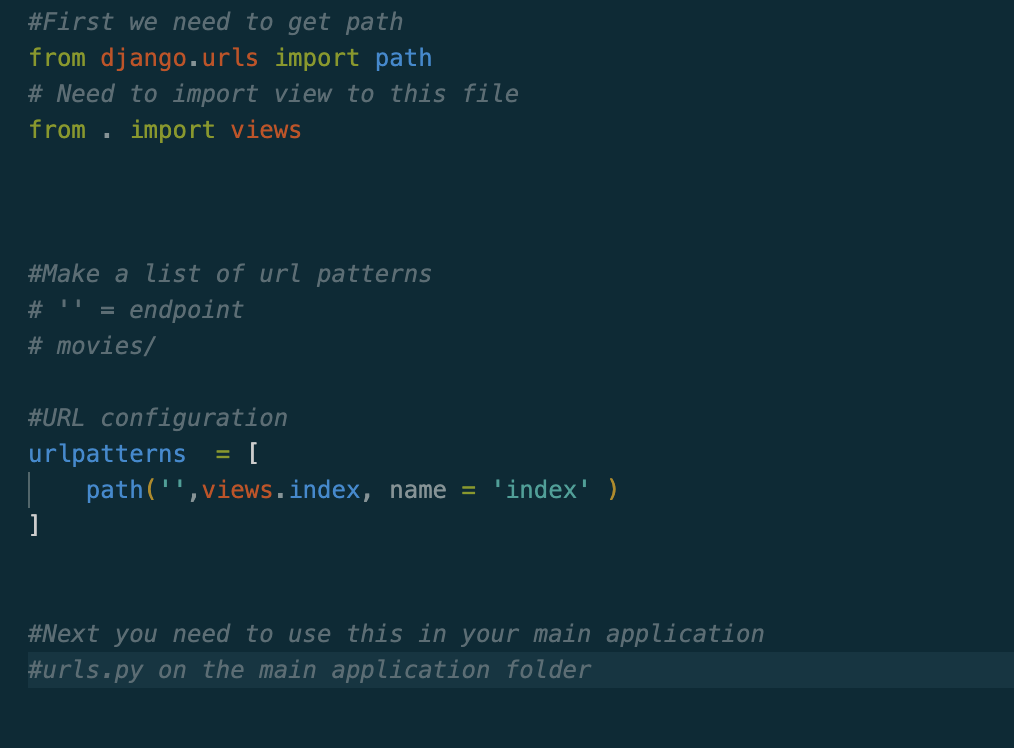 #First we need to get path
from django.urls import path
# Need to import view to this file
from . import views
#Make a list of url patterns
# '' = endpoint
# movies/
#URL configuration
urlpatterns  = [
    path('',views.index, name = 'index' )
]
#Next you need to use this in your main application
#urls.py on the main application folder